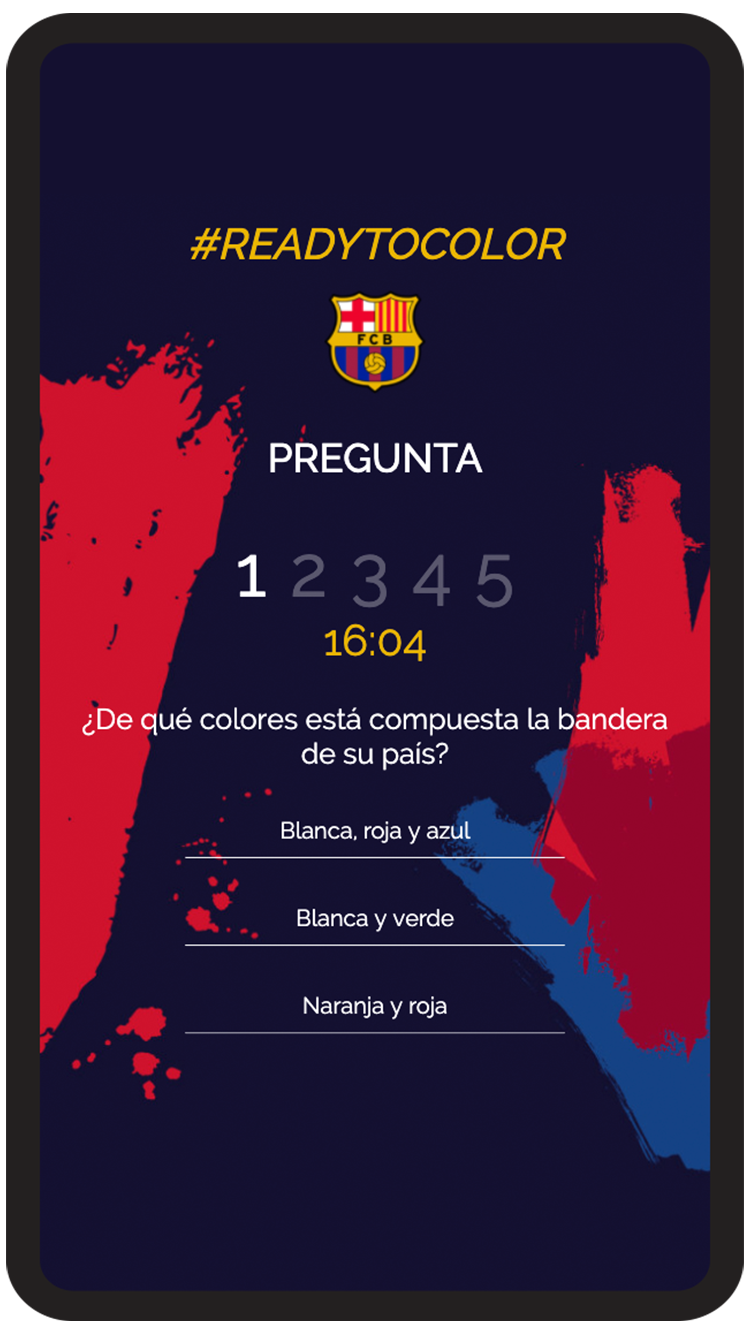 #READYTOCOLOR
FCB
PREGUNTA
1 2 3 4 5
16:04
¿De qué colores está compuesta la bandera
de su país?
Blanca, roja y azul
Blanca y verde
Naranja y roja